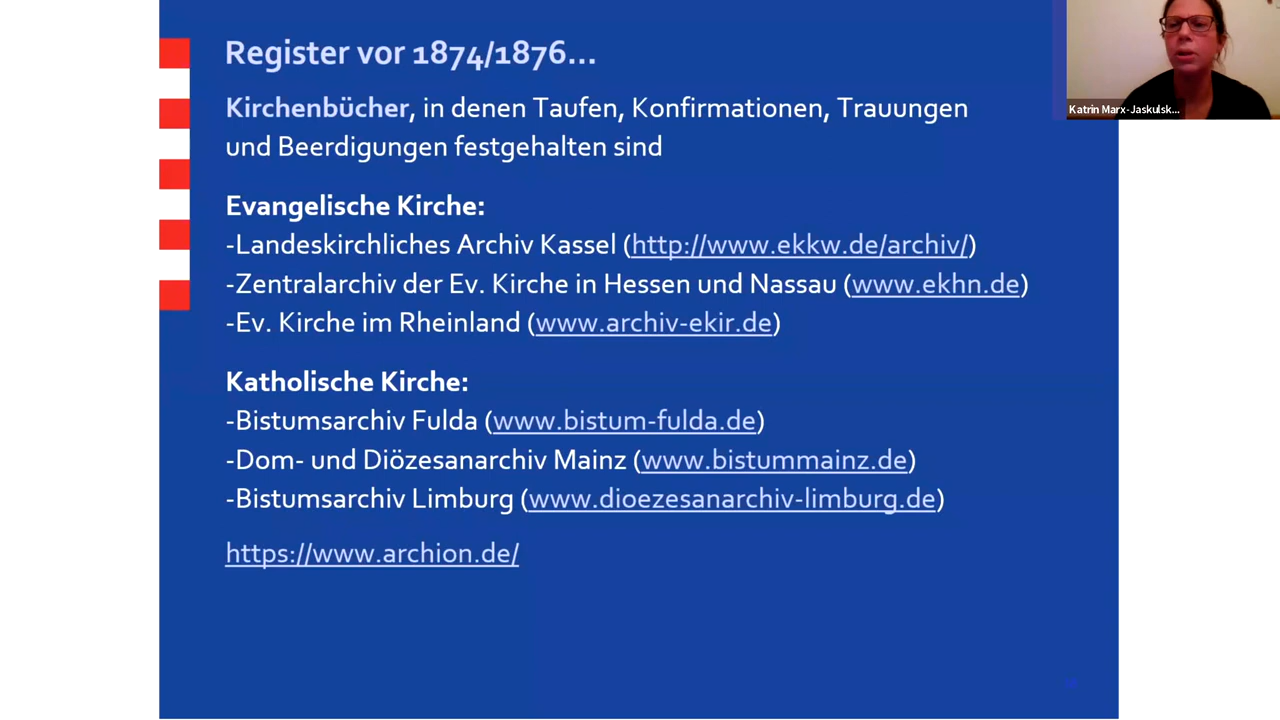 Register vor 1874/1876...
Kirchenbücher, in denen Taufen, Konfirmationen, Trauungen
und Beerdigungen festgehalten sind
Evangelische Kirche:
-Landeskirchliches Archiv Kassel (http://www.ekkw.de/archiv/)
-Zentralarchiv der Ev. Kirche in Hessen und Nassau (www.ekhn.de)
-Ev. Kirche im Rheinland (www.archiv-ekir.de)
Katholische Kirche:
-Bistumsarchiv Fulda (www.bistum-fulda.de)
-Dom- und Diözesanarchiv Mainz (www.bistummainz.de)
-Bistumsarchiv Limburg (www.dioezesanarchiv-limburg.de)
https://www.archion.de/
Katrin Marx-Jaskulsk...